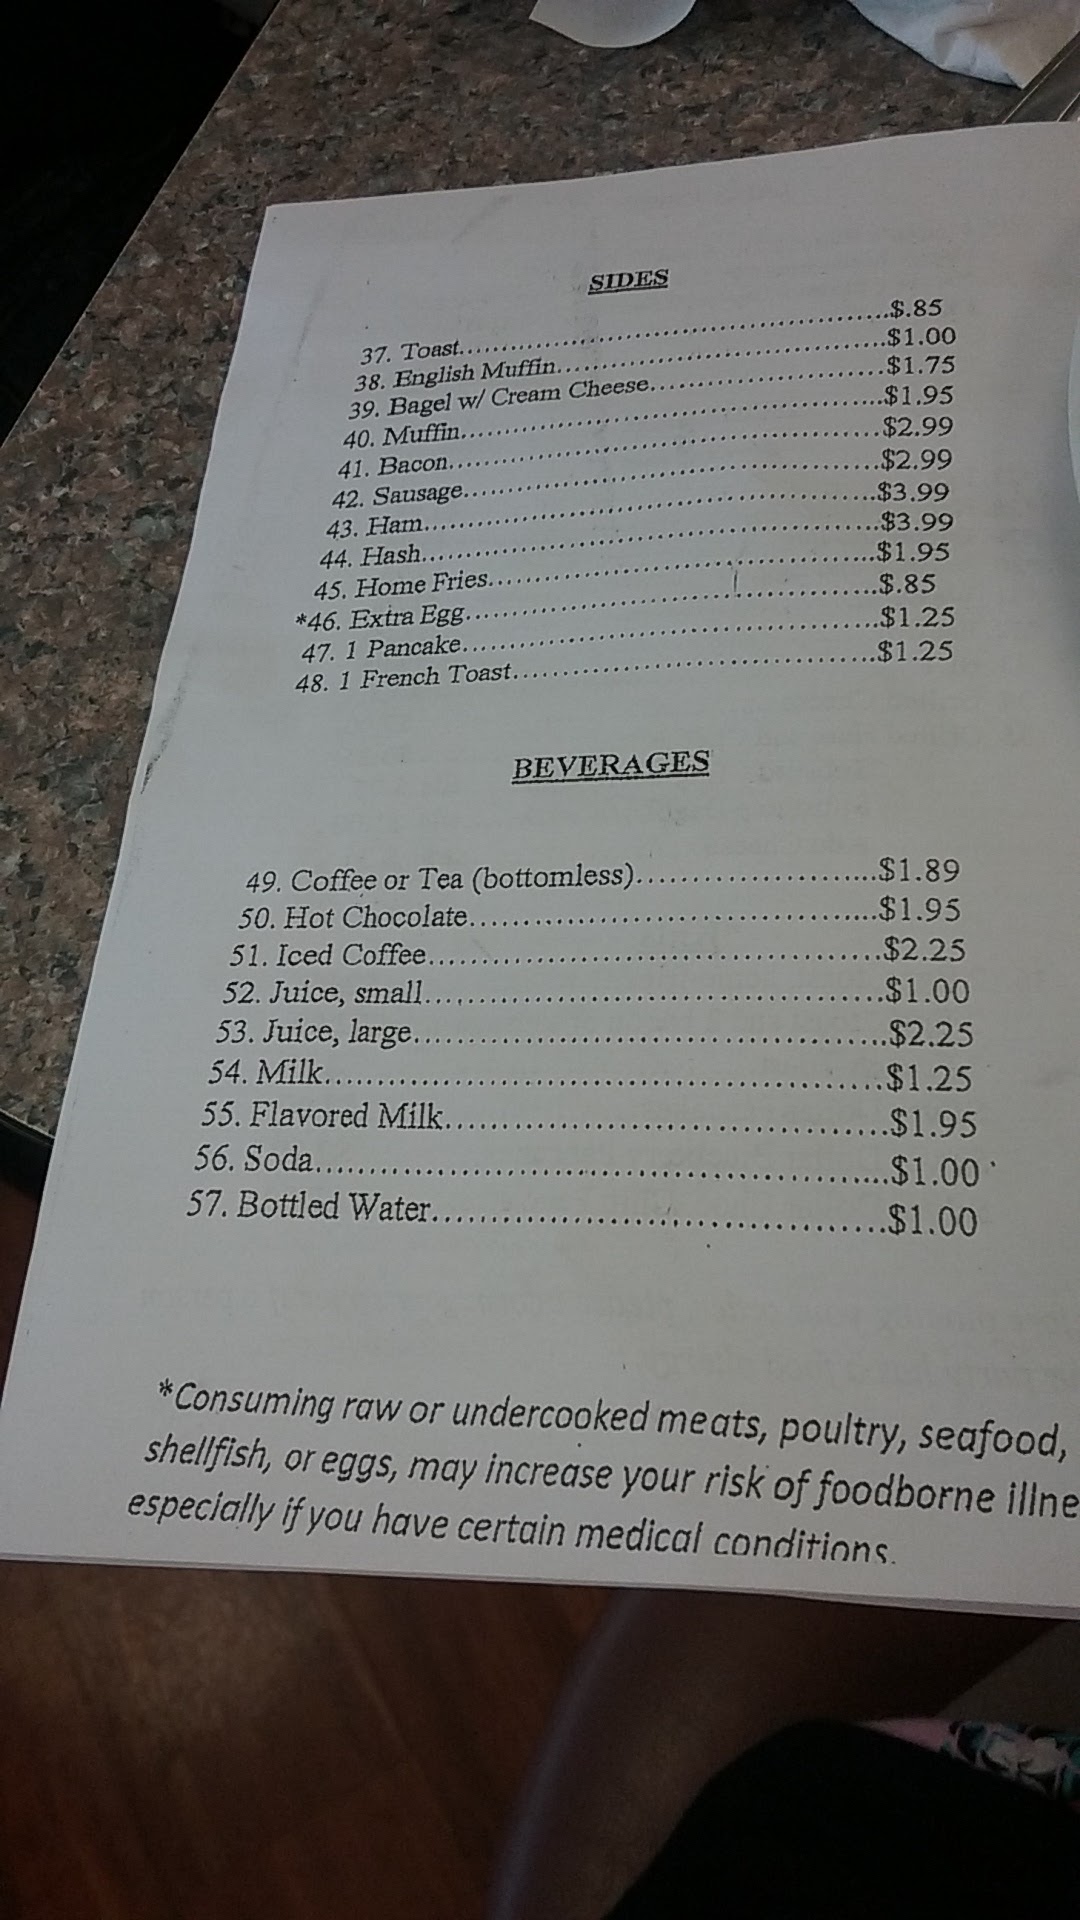 SIDES
37. Toast..........$.85
38. English Muffin..........$1.00
39. Bagel w/ Cream Cheese..........$1.75
40. Muffin..........$1.95
41. Bacon..........$2.99
42. Sausage..........$2.99
43. Ham..........$3.99
44. Hash..........$3.99
45. Home Fries..........$1.95
*46. Extra Egg..........$.85
47. 1 Pancake..........$1.25
48. 1 French Toast..........$1.25
BEVERAGES
49. Coffee or Tea (bottomless)..........$1.89
50. Hot Chocolate..........$1.95
51. Iced Coffee..........$2.25
52. Juice, small..........$1.00
53. Juice, large..........$2.25
54. Milk..........$1.25
55. Flavored Milk..........$1.95
56. Soda..........$1.00
57. Bottled Water..........$1.00
*Consuming raw or undercooked meats, poultry, seafood,
shellfish, or eggs, may increase your risk of foodborne illne
especially if you have certain medical conditions.